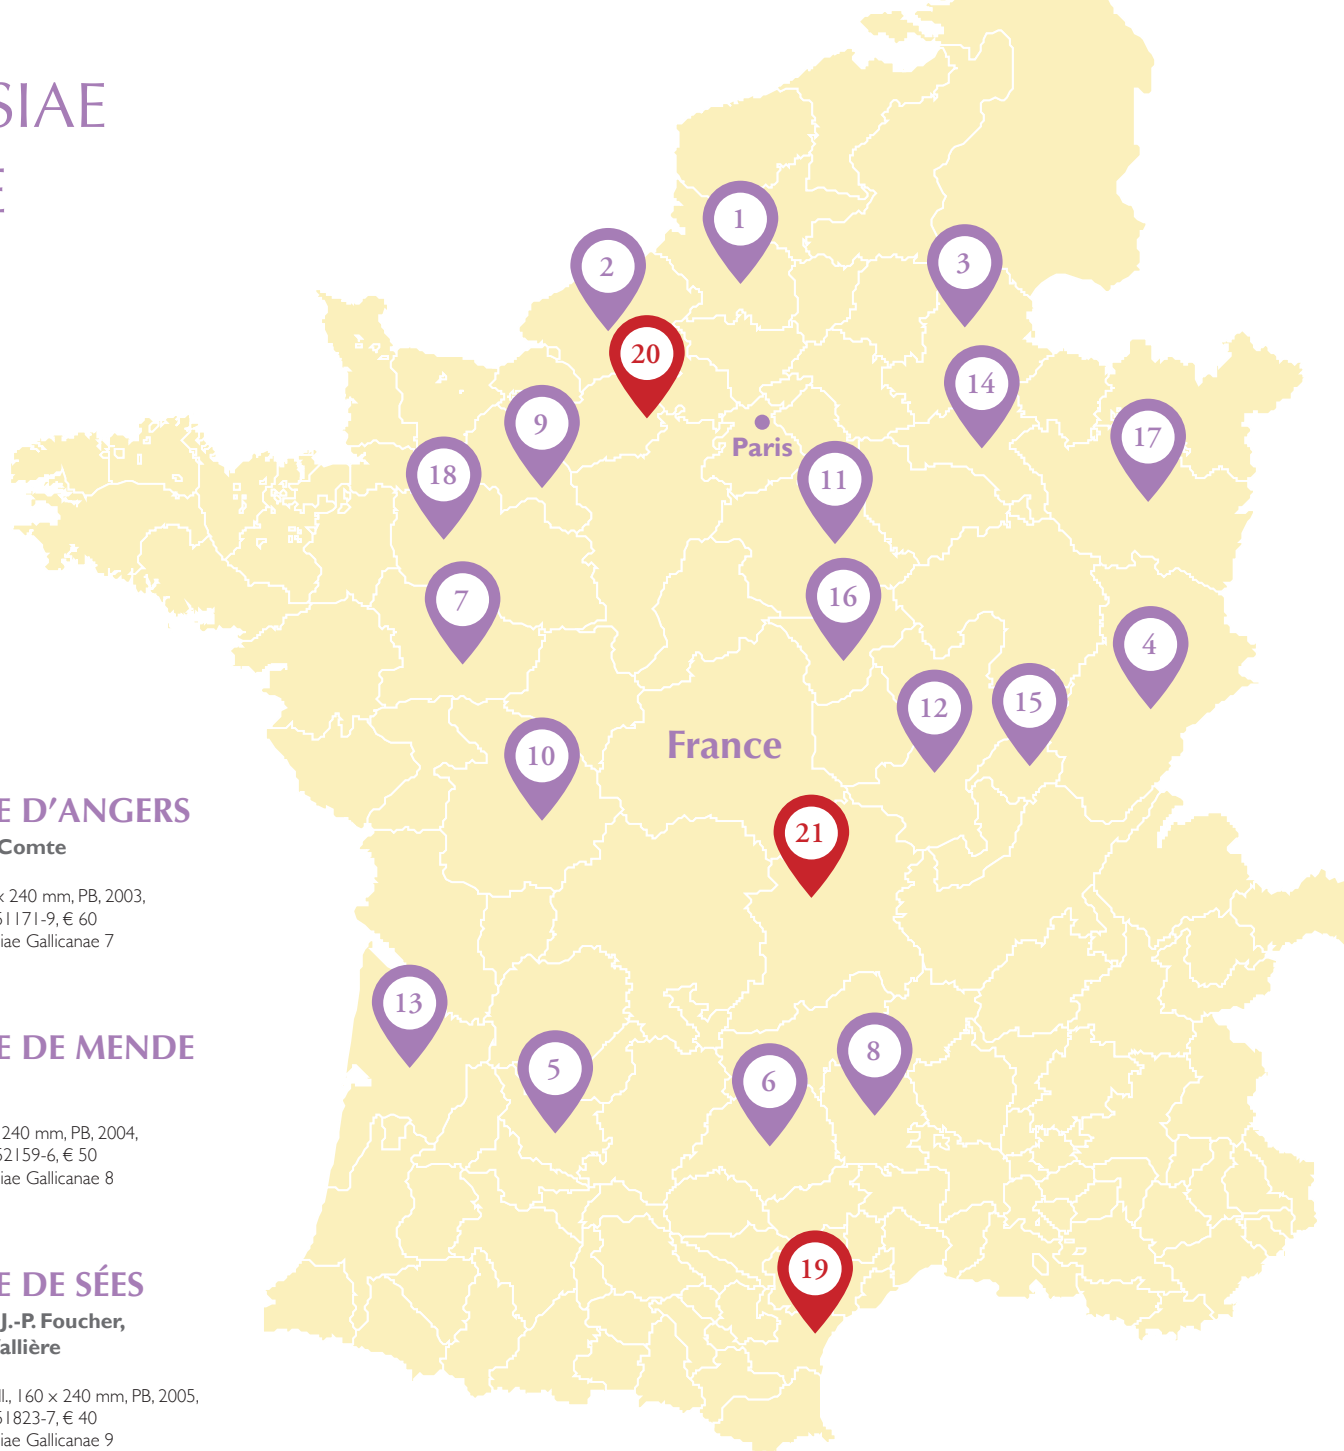 SIAE
E
1
2
3
20
14
9
17
Paris
18
11
7
16
4
12
15
10
France
E D’ANGERS
21
Comte
x 240 mm, PB, 2003,
51171-9, € 60
iae Gallicanae 7
13
E DE MENDE
8
5
6
240 mm, PB, 2004,
52159-6, € 50
iae Gallicanae 8
19
E DE SÉES
J.-P. Foucher,
allière
ll., 160 x 240 mm, PB, 2005,
51823-7, € 40
iae Gallicanae 9